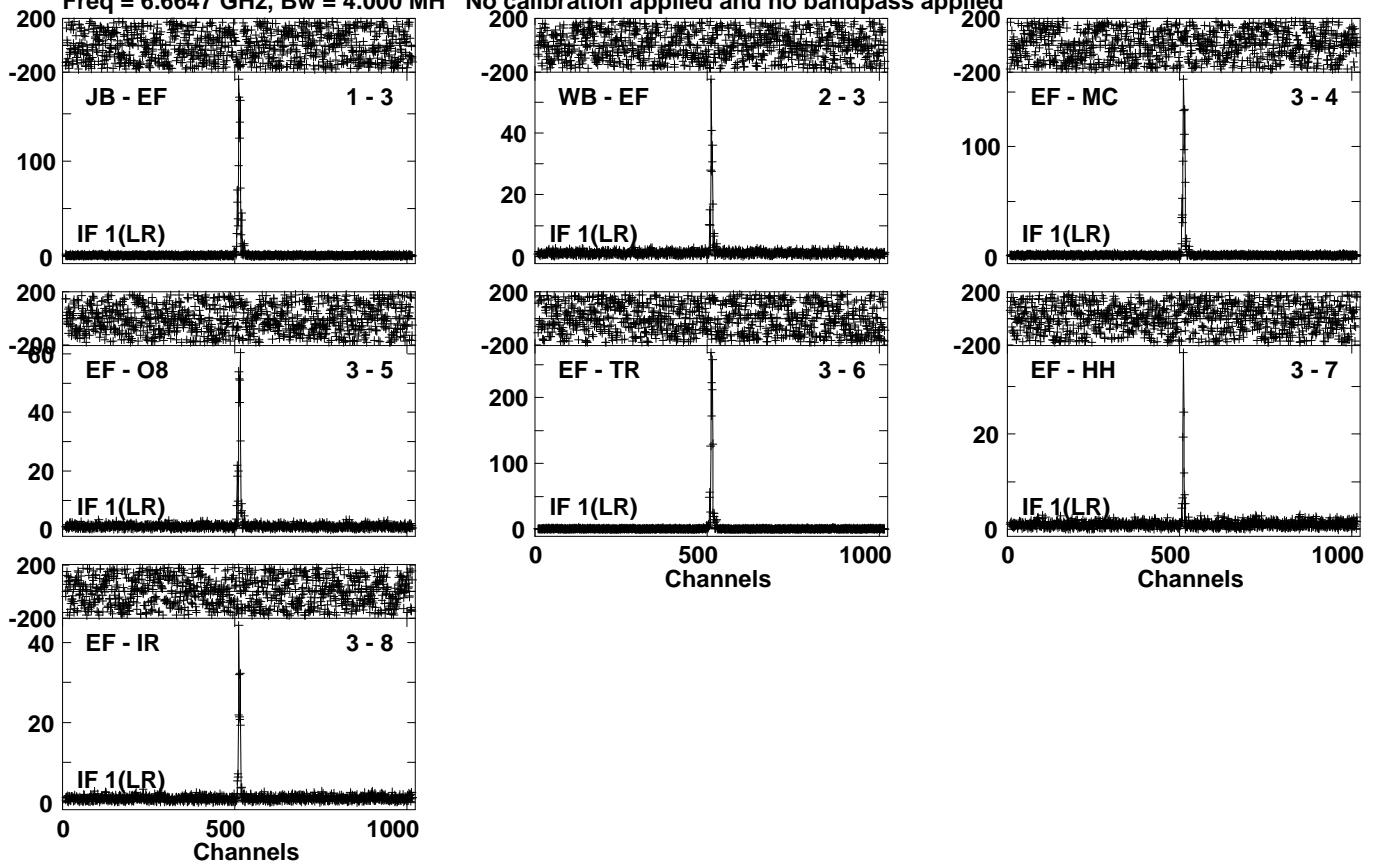 Freq = 6.6647 GHz, Bw = 4.000 MH No calibration applied and no bandpass applied
200 200 200
-200 -200 -200
JB - EF 1 - 3 WB - EF 2 - 3 EF - MC 3 - 4
100 40 100
20
IF 1(LR) IF 1(LR) IF 1(LR)
0 0 0
200 200 200
-200 -200 -200
60
EF - O8 3 - 5 EF - TR 3 - 6 EF - HH 3 - 7
40 200 20
20 100
IF 1(LR) IF 1(LR) IF 1(LR)
0 0 0
0 500 1000 0 500 1000
Channels Channels
200
-200
EF - IR 3 - 8
40
20
IF 1(LR)
0
0 500 1000
Channels